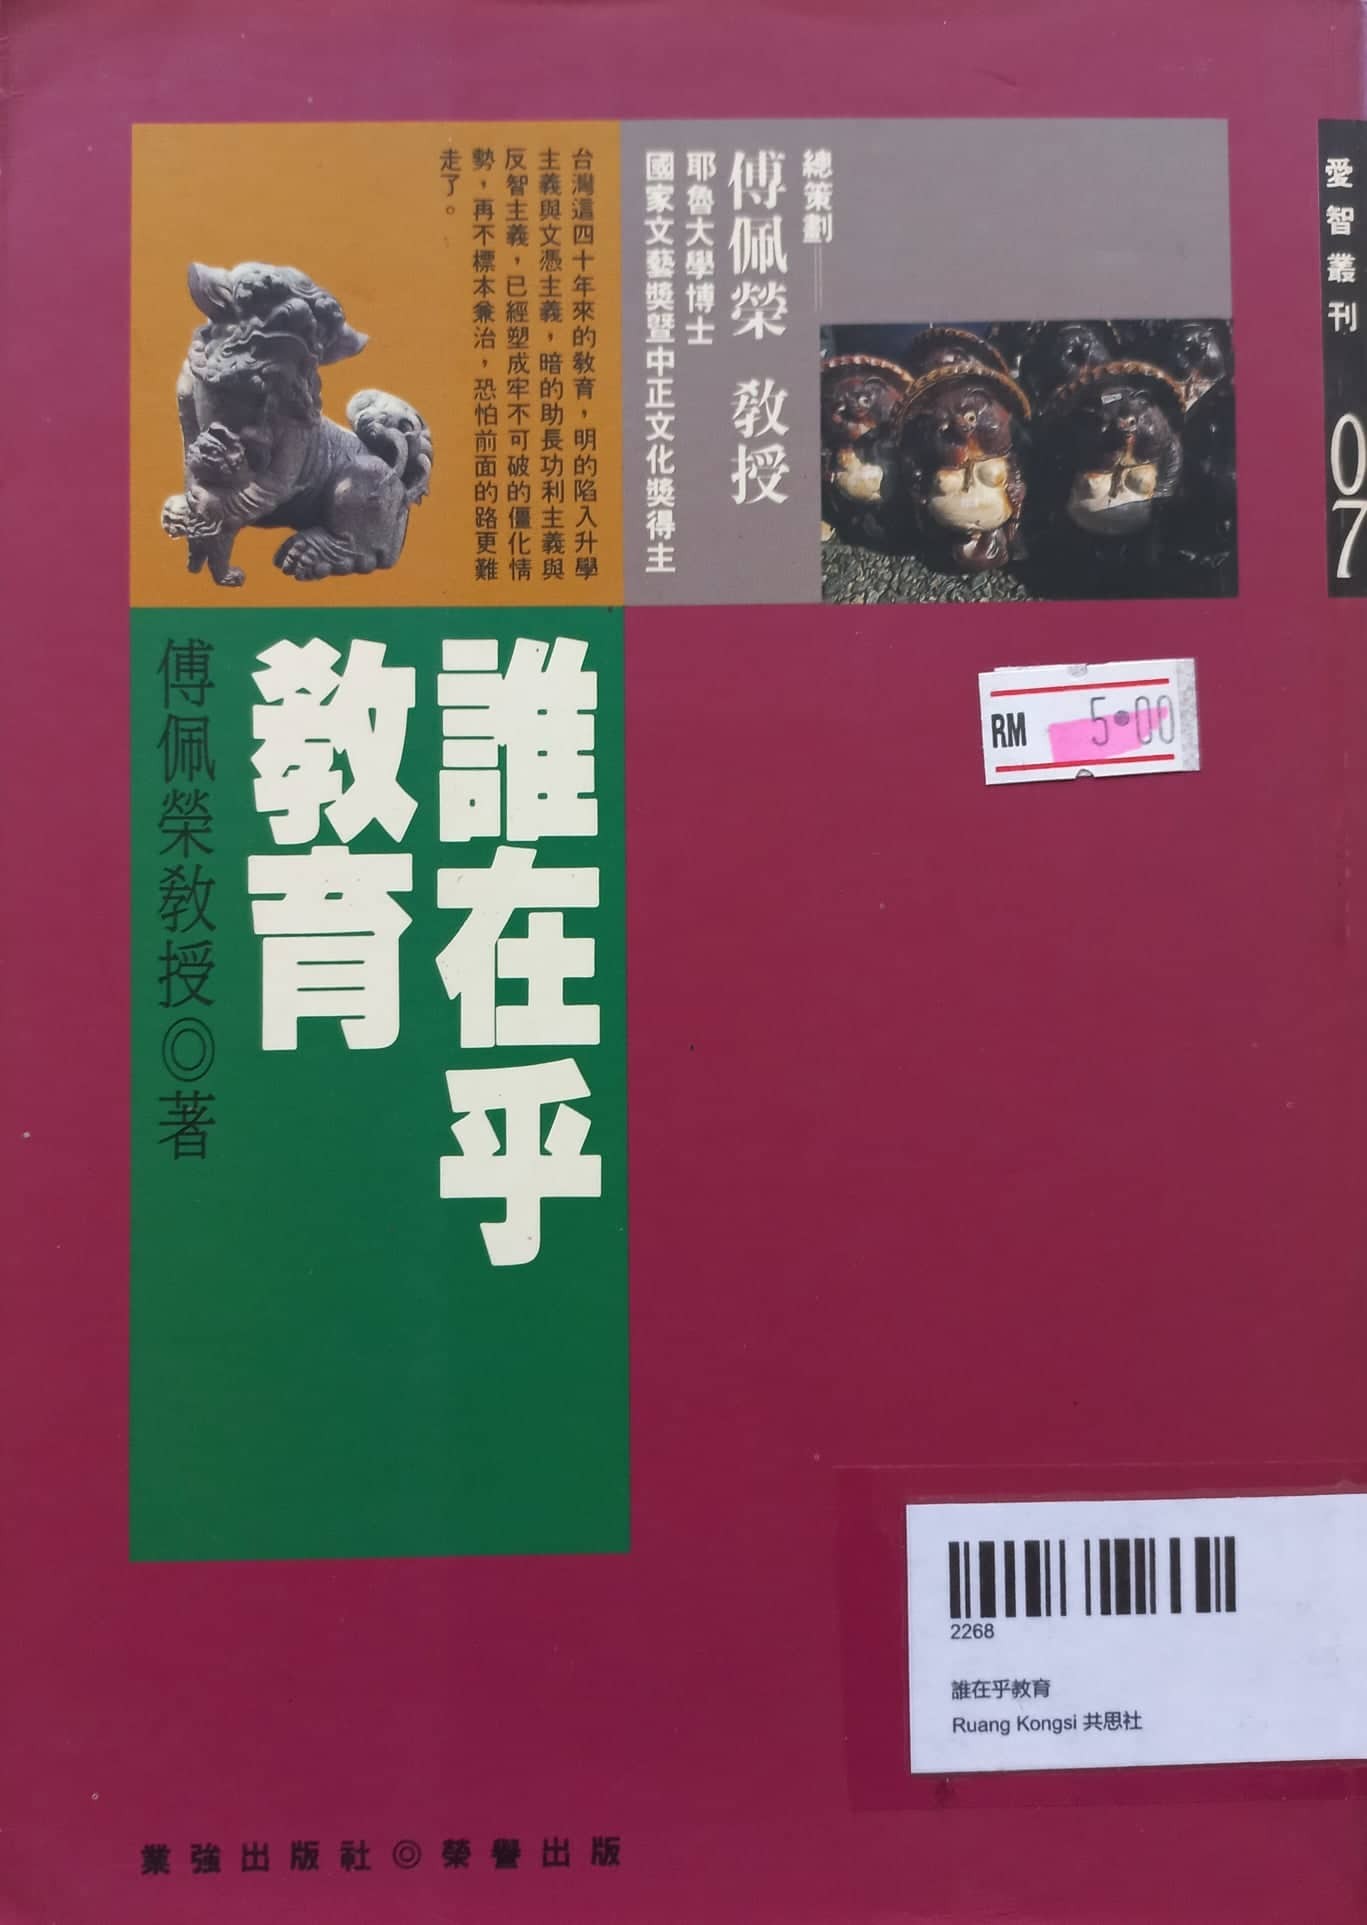 總策劃
傅佩榮 教授
耶魯大學博士
國家文藝獎暨中正文化獎得主
台灣這四十年來的教育，明的陷入升學
主義與文憑主義，暗的助長功利主義與
反智主義，已經塑成牢不可破的僵化情
勢，再不標本兼治，恐怕前面的路更難
走了。
誰在乎
教育
傅佩榮教授◎著
愛智叢刊 07
RM 5.00
2268
誰在乎教育
Ruang Kongsi 共思社
業強出版社◎榮譽出版